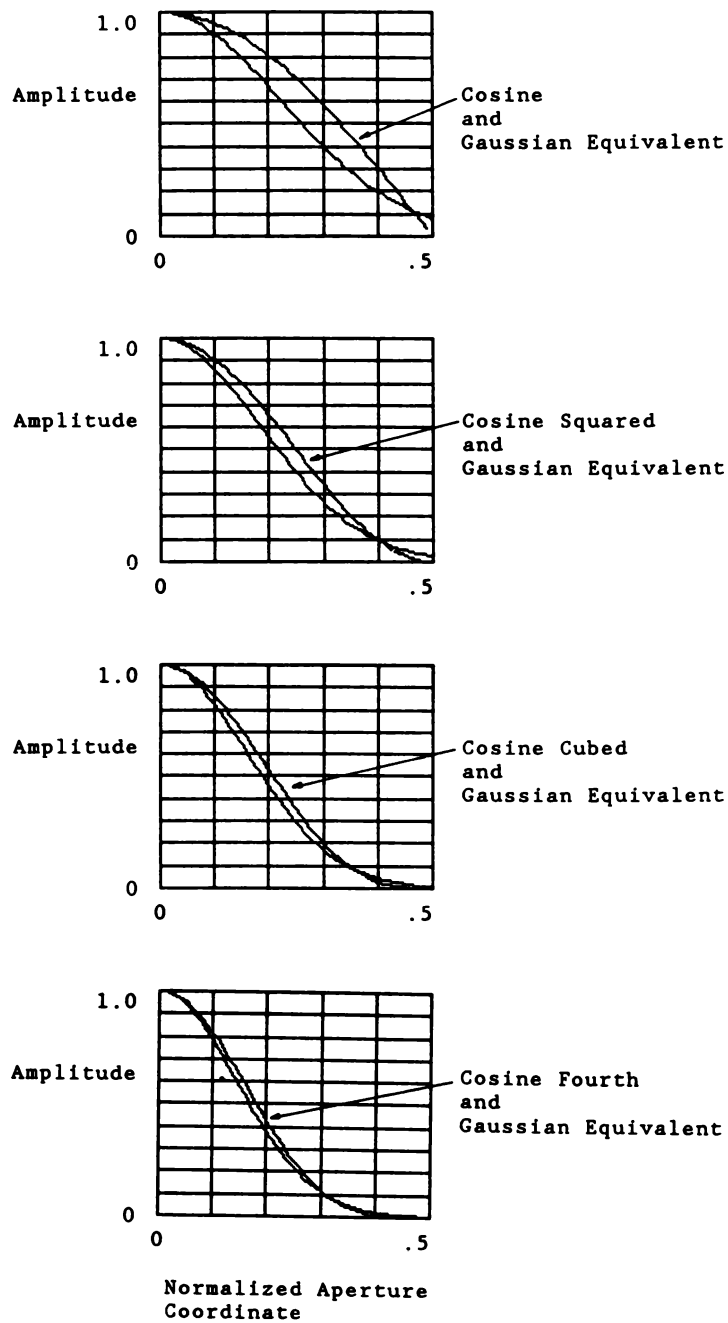 1.0
Amplitude
Cosine
and
Gaussian Equivalent
0
0
.5
1.0
Amplitude
Cosine Squared
and
Gaussian Equivalent
0
0
.5
1.0
Amplitude
Cosine Cubed
and
Gaussian Equivalent
0
0
.5
1.0
Amplitude
Cosine Fourth
and
Gaussian Equivalent
0
0
.5
Normalized Aperture
Coordinate